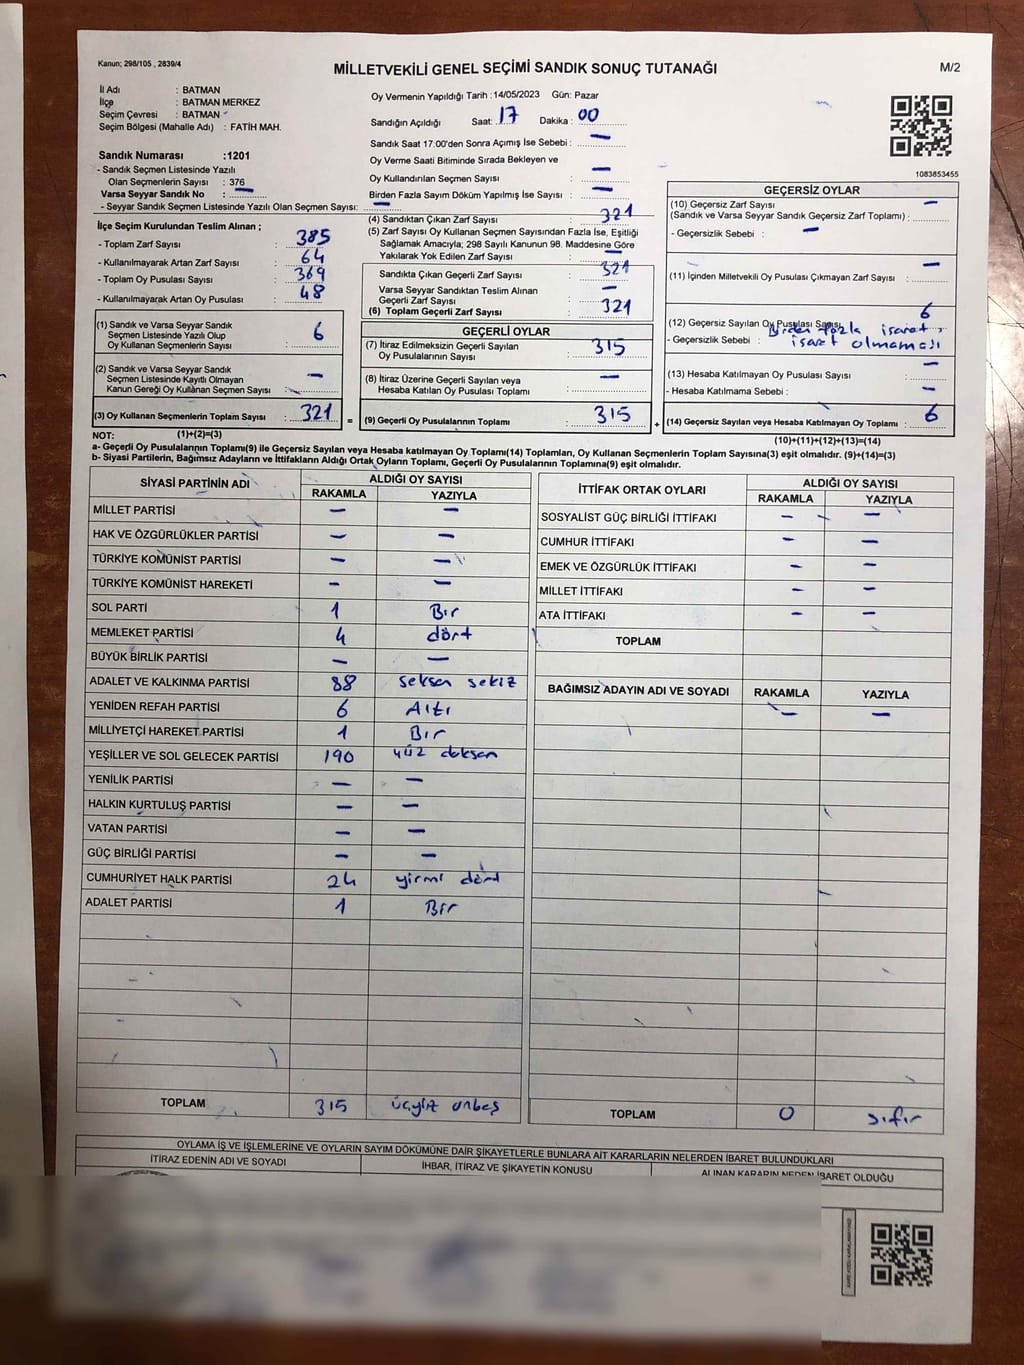 Kanun; 298/105 , 2839/4
MİLLETVEKİLİ GENEL SEÇİMİ SANDIK SONUÇ TUTANAĞI
M/2
İl Adı : BATMAN
İlçe : BATMAN MERKEZ
Seçim Çevresi : BATMAN
Seçim Bölgesi (Mahalle Adı) : FATİH MAH.
Oy Vermenin Yapıldığı Tarih :14/05/2023 Gün: Pazar
Sandığın Açıldığı Saat: 17 Dakika : 00
Sandık Saat 17:00'den Sonra Açımış İse Sebebi : —
Oy Verme Saati Bitiminde Sırada Bekleyen ve
Oy Kullandırılan Seçmen Sayısı : —
Birden Fazla Sayım Döküm Yapılmış İse Sayısı : —
1083853455
Sandık Numarası :1201
- Sandık Seçmen Listesinde Yazılı
Olan Seçmenlerin Sayısı : 376
Varsa Seyyar Sandık No : —
- Seyyar Sandık Seçmen Listesinde Yazılı Olan Seçmen Sayısı: —
İlçe Seçim Kurulundan Teslim Alınan ;
- Toplam Zarf Sayısı : 385
- Kullanılmayarak Artan Zarf Sayısı : 64
- Toplam Oy Pusulası Sayısı : 369
- Kullanılmayarak Artan Oy Pusulası : 48
(1) Sandık ve Varsa Seyyar Sandık
Seçmen Listesinde Yazılı Olup
Oy Kullanan Seçmenlerin Sayısı : 6
(2) Sandık ve Varsa Seyyar Sandık
Seçmen Listesinde Kayıtlı Olmayan
Kanun Gereği Oy Kullanan Seçmen Sayısı : —
(3) Oy Kullanan Seçmenlerin Toplam Sayısı : 321
(1)+(2)=(3)
(4) Sandıktan Çıkan Zarf Sayısı : 321
(5) Zarf Sayısı Oy Kullanan Seçmen Sayısından Fazla İse, Eşitliği
Sağlamak Amacıyla; 298 Sayılı Kanunun 98. Maddesine Göre
Yakılarak Yok Edilen Zarf Sayısı : —
Sandıkta Çıkan Geçerli Zarf Sayısı : 321
Varsa Seyyar Sandıktan Teslim Alınan
Geçerli Zarf Sayısı : —
(6) Toplam Geçerli Zarf Sayısı : 321
GEÇERLİ OYLAR
(7) İtiraz Edilmeksizin Geçerli Sayılan
Oy Pusulalarının Sayısı : 315
(8) İtiraz Üzerine Geçerli Sayılan veya
Hesaba Katılan Oy Pusulası Toplamı : —
= (9) Geçerli Oy Pusulalarının Toplamı : 315
GEÇERSİZ OYLAR
(10) Geçersiz Zarf Sayısı —
(Sandık ve Varsa Seyyar Sandık Geçersiz Zarf Toplamı) :
- Geçersizlik Sebebi : —
(11) İçinden Milletvekili Oy Pusulası Çıkmayan Zarf Sayısı : —
(12) Geçersiz Sayılan Oy Pusulası Sayısı 6
- Geçersizlik Sebebi : Birden fazla işaret,
işaret olmaması
(13) Hesaba Katılmayan Oy Pusulası Sayısı : —
- Hesaba Katılmama Sebebi : —
+ (14) Geçersiz Sayılan veya Hesaba Katılmayan Oy Toplamı : 6
(10)+(11)+(12)+(13)=(14)
NOT:
a- Geçerli Oy Pusulalarının Toplamı(9) ile Geçersiz Sayılan veya Hesaba katılmayan Oy Toplamı(14) Toplamları, Oy Kullanan Seçmenlerin Toplam Sayısına(3) eşit olmalıdır. (9)+(14)=(3)
b- Siyasi Partilerin, Bağımsız Adayların ve İttifakların Aldığı Ortak Oyların Toplamı, Geçerli Oy Pusulalarının Toplamına(9) eşit olmalıdır.
SİYASİ PARTİNİN ADI ALDIĞI OY SAYISI
RAKAMLA YAZIYLA
MİLLET PARTİSİ — —
HAK VE ÖZGÜRLÜKLER PARTİSİ — —
TÜRKİYE KOMÜNİST PARTİSİ — —
TÜRKİYE KOMÜNİST HAREKETİ — —
SOL PARTİ 1 Bir
MEMLEKET PARTİSİ 4 dört
BÜYÜK BİRLİK PARTİSİ — —
ADALET VE KALKINMA PARTİSİ 88 seksen sekiz
YENİDEN REFAH PARTİSİ 6 Altı
MİLLİYETÇİ HAREKET PARTİSİ 1 Bir
YEŞİLLER VE SOL GELECEK PARTİSİ 190 yüz doksan
YENİLİK PARTİSİ — —
HALKIN KURTULUŞ PARTİSİ — —
VATAN PARTİSİ — —
GÜÇ BİRLİĞİ PARTİSİ — —
CUMHURİYET HALK PARTİSİ 24 yirmi dört
ADALET PARTİSİ 1 Bir
TOPLAM 315 üçyüz onbeş
İTTİFAK ORTAK OYLARI ALDIĞI OY SAYISI
RAKAMLA YAZIYLA
SOSYALİST GÜÇ BİRLİĞİ İTTİFAKI — —
CUMHUR İTTİFAKI — —
EMEK VE ÖZGÜRLÜK İTTİFAKI — —
MİLLET İTTİFAKI — —
ATA İTTİFAKI — —
TOPLAM
BAĞIMSIZ ADAYIN ADI VE SOYADI RAKAMLA YAZIYLA
— —
TOPLAM 0 sıfır
OYLAMA İŞ VE İŞLEMLERİNE VE OYLARIN SAYIM DÖKÜMÜNE DAİR ŞİKAYETLERLE BUNLARA AİT KARARLARIN NELERDEN İBARET BULUNDUKLARI
İTİRAZ EDENİN ADI VE SOYADI İHBAR, İTİRAZ VE ŞİKAYETİN KONUSU ALINAN KARARIN NEDEN İBARET OLDUĞU